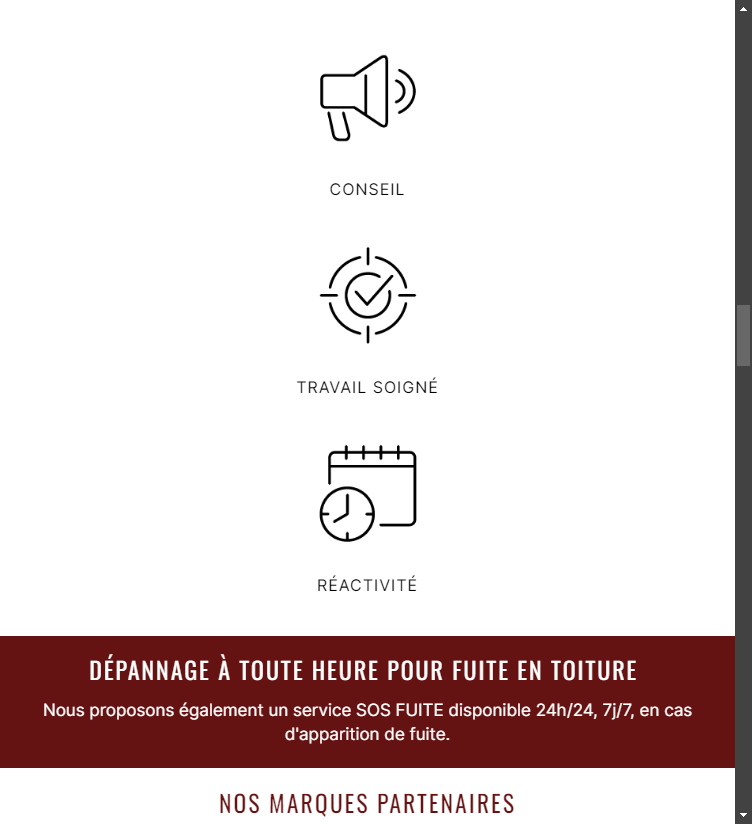 CONSEIL
TRAVAIL SOIGNÉ
RÉACTIVITÉ
DÉPANNAGE À TOUTE HEURE POUR FUITE EN TOITURE
Nous proposons également un service SOS FUITE disponible 24h/24, 7j/7, en cas
d'apparition de fuite.
NOS MARQUES PARTENAIRES